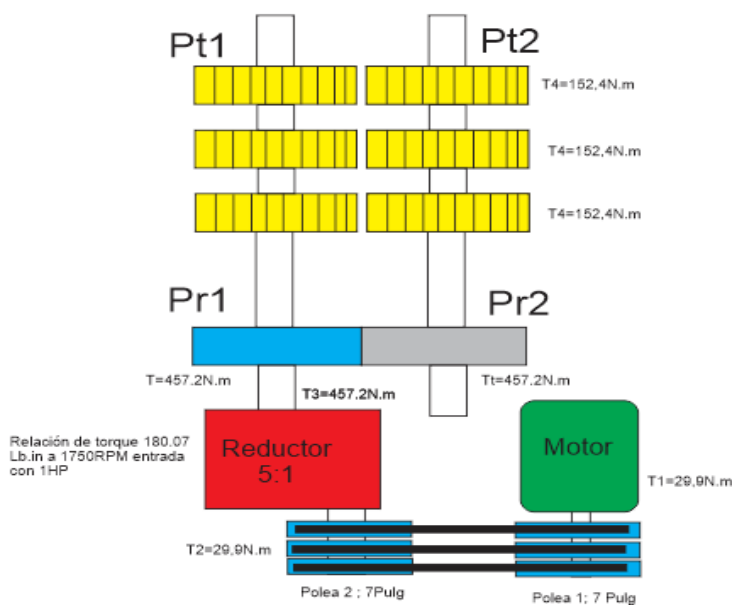 Pt1
Pt2
T4=152,4N.m
T4=152,4N.m
T4=152,4N.m
Pr1
Pr2
T=457.2N.m
Tt=457.2N.m
T3=457.2N.m
Relación de torque 180.07
Lb.in a 1750RPM entrada
con 1HP
Reductor
5:1
Motor
T1=29,9N.m
T2=29,9N.m
Polea 2 ; 7Pulg
Polea 1; 7 Pulg